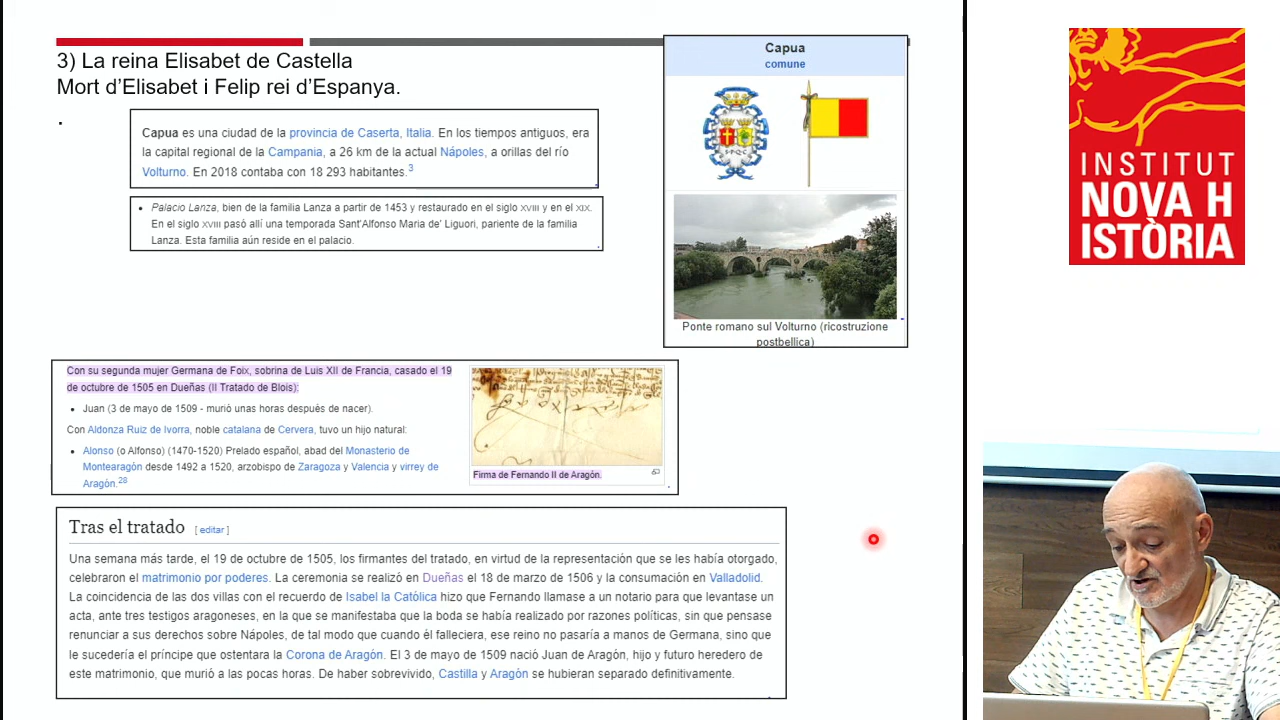 3) La reina Elisabet de Castella
Mort d’Elisabet i Felip rei d’Espanya.
.
Capua es una ciudad de la provincia de Caserta, Italia. En los tiempos antiguos, era
la capital regional de la Campania, a 26 km de la actual Nápoles, a orillas del río
Volturno. En 2018 contaba con 18 293 habitantes.3
• Palacio Lanza, bien de la familia Lanza a partir de 1453 y restaurado en el siglo XVIII y en el XIX.
En el siglo XVIII pasó allí una temporada Sant'Alfonso Maria de' Liguori, pariente de la familia
Lanza. Esta familia aún reside en el palacio.
Capua
comune
SPQC
Ponte romano sul Volturno (ricostruzione
postbellica)
Con su segunda mujer Germana de Foix, sobrina de Luis XII de Francia, casado el 19
de octubre de 1505 en Dueñas (II Tratado de Blois):
• Juan (3 de mayo de 1509 - murió unas horas después de nacer).
Con Aldonza Ruiz de Ivorra, noble catalana de Cervera, tuvo un hijo natural:
• Alonso (o Alfonso) (1470-1520) Prelado español, abad del Monasterio de
Montearagón desde 1492 a 1520, arzobispo de Zaragoza y Valencia y virrey de
Aragón.28
Firma de Fernando II de Aragón.
Tras el tratado [ editar ]
Una semana más tarde, el 19 de octubre de 1505, los firmantes del tratado, en virtud de la representación que se les había otorgado,
celebraron el matrimonio por poderes. La ceremonia se realizó en Dueñas el 18 de marzo de 1506 y la consumación en Valladolid.
La coincidencia de las dos villas con el recuerdo de Isabel la Católica hizo que Fernando llamase a un notario para que levantase un
acta, ante tres testigos aragoneses, en la que se manifestaba que la boda se había realizado por razones políticas, sin que pensase
renunciar a sus derechos sobre Nápoles, de tal modo que cuando él falleciera, ese reino no pasaría a manos de Germana, sino que
le sucedería el príncipe que ostentara la Corona de Aragón. El 3 de mayo de 1509 nació Juan de Aragón, hijo y futuro heredero de
este matrimonio, que murió a las pocas horas. De haber sobrevivido, Castilla y Aragón se hubieran separado definitivamente.
INSTITUT
NOVA H
ISTÒRIA